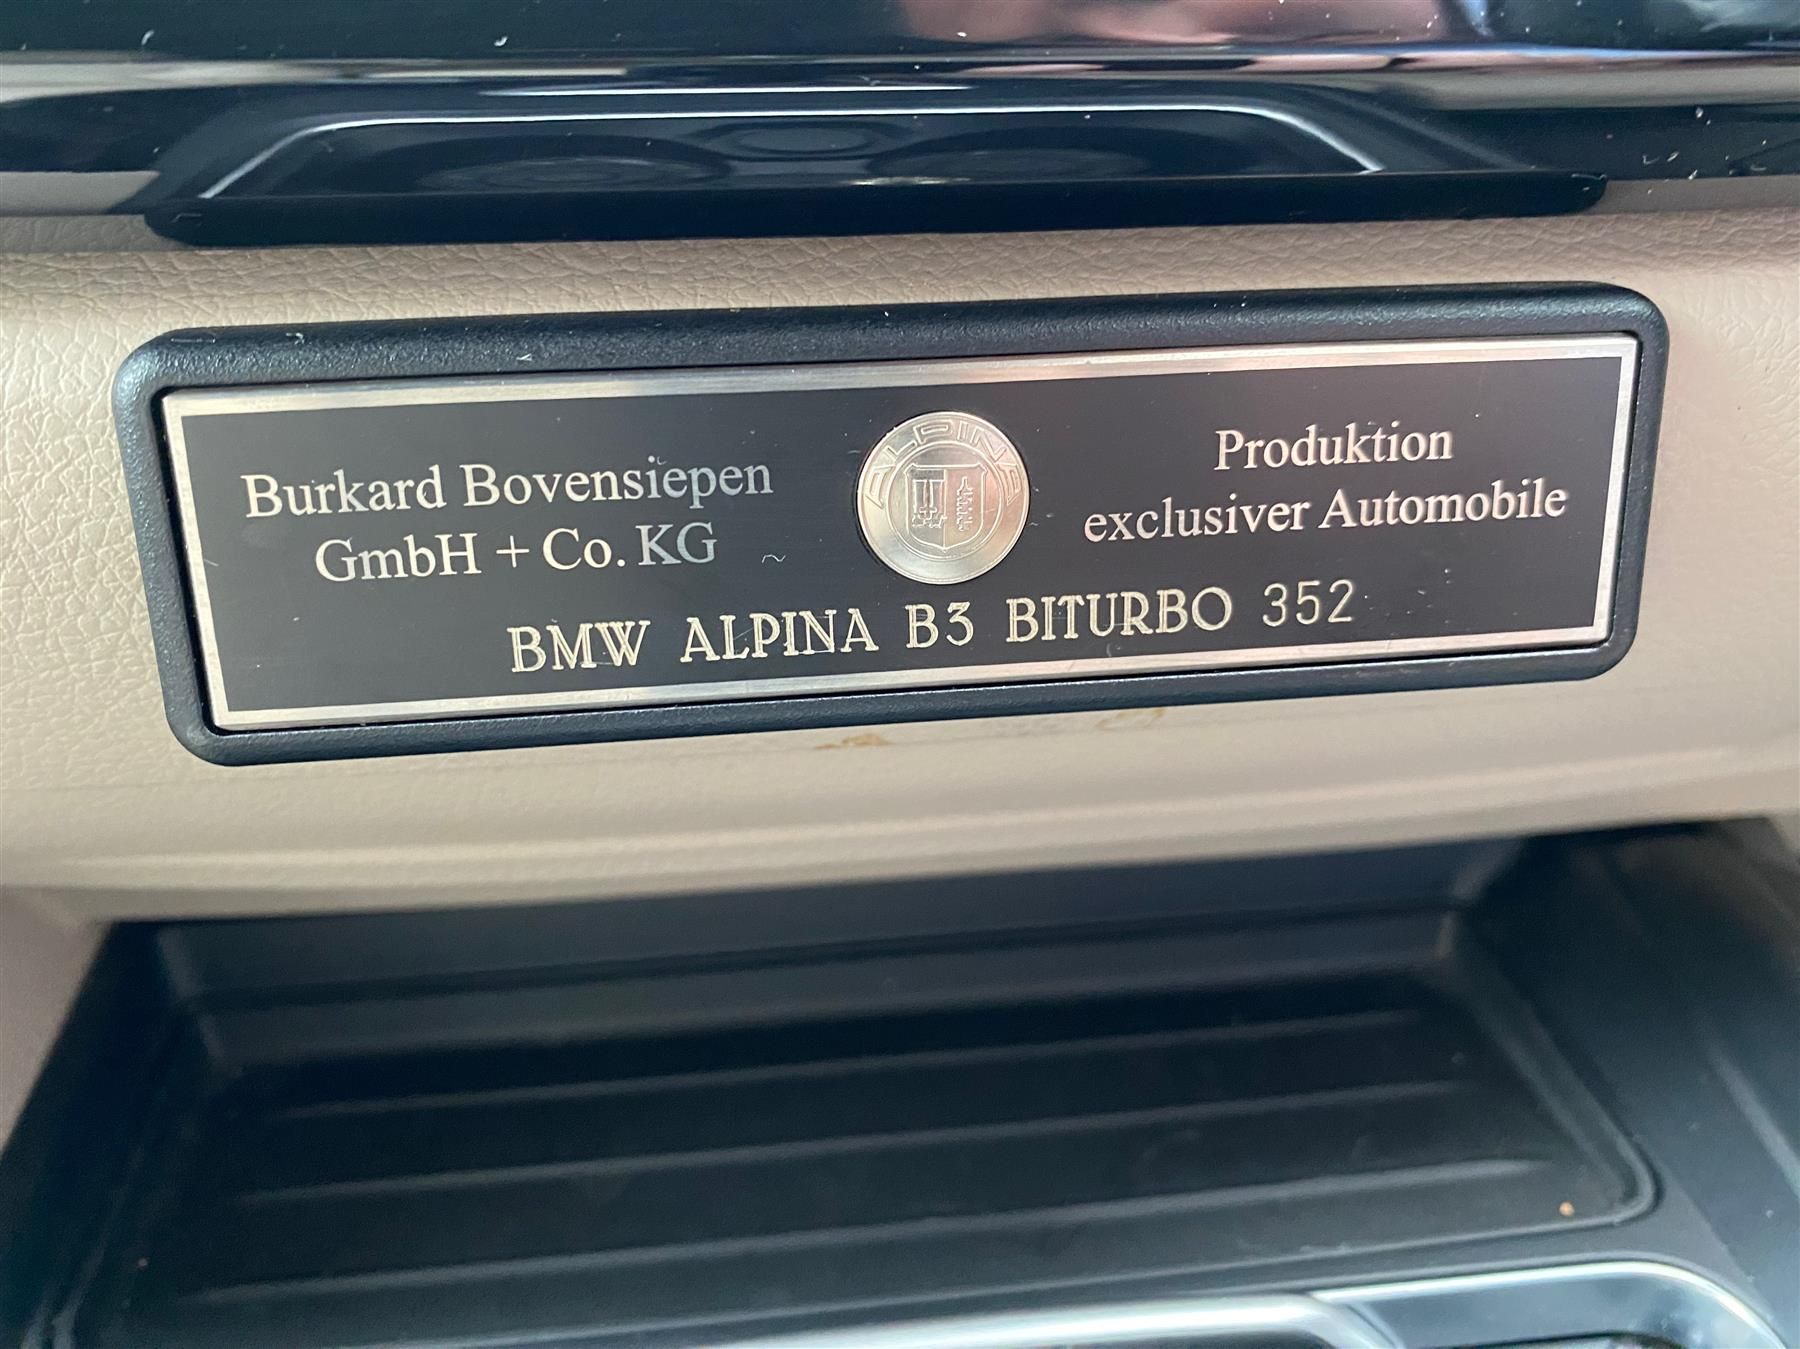 Burkard Bovensiepen
GmbH + Co. KG
ALPINA
Produktion
exclusiver Automobile
BMW ALPINA B3 BITURBO 352